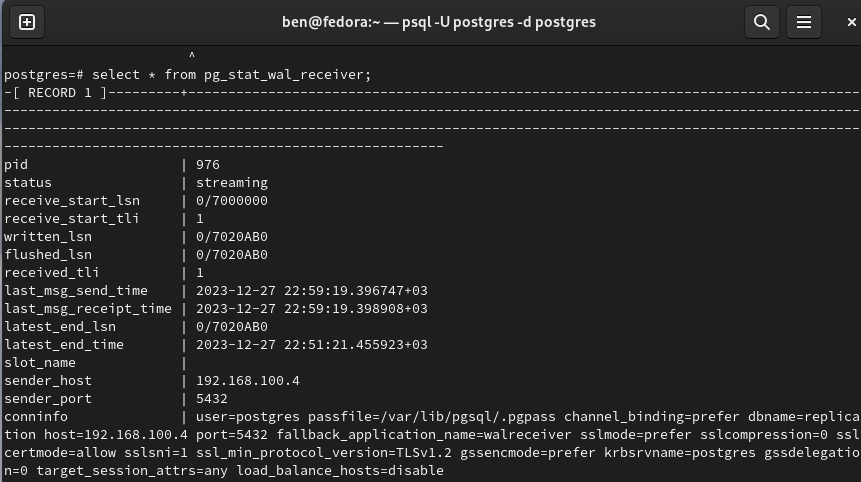 ben@fedora:~ — psql -U postgres -d postgres
^
postgres=# select * from pg_stat_wal_receiver;
-[ RECORD 1 ]---------+------------------------------------------------------------------------------------
-----------------------------------------------------------------------------------------------------------
-----------------------------------------------------------------------------------------------------------
-------------------------------------------------------
pid                   | 976
status                | streaming
receive_start_lsn     | 0/7000000
receive_start_tli     | 1
written_lsn           | 0/7020AB0
flushed_lsn           | 0/7020AB0
received_tli          | 1
last_msg_send_time    | 2023-12-27 22:59:19.396747+03
last_msg_receipt_time | 2023-12-27 22:59:19.398908+03
latest_end_lsn        | 0/7020AB0
latest_end_time       | 2023-12-27 22:51:21.455923+03
slot_name             |
sender_host           | 192.168.100.4
sender_port           | 5432
conninfo              | user=postgres passfile=/var/lib/pgsql/.pgpass channel_binding=prefer dbname=replica
tion host=192.168.100.4 port=5432 fallback_application_name=walreceiver sslmode=prefer sslcompression=0 ssl
certmode=allow sslsni=1 ssl_min_protocol_version=TLSv1.2 gssencmode=prefer krbsrvname=postgres gssdelegatio
n=0 target_session_attrs=any load_balance_hosts=disable